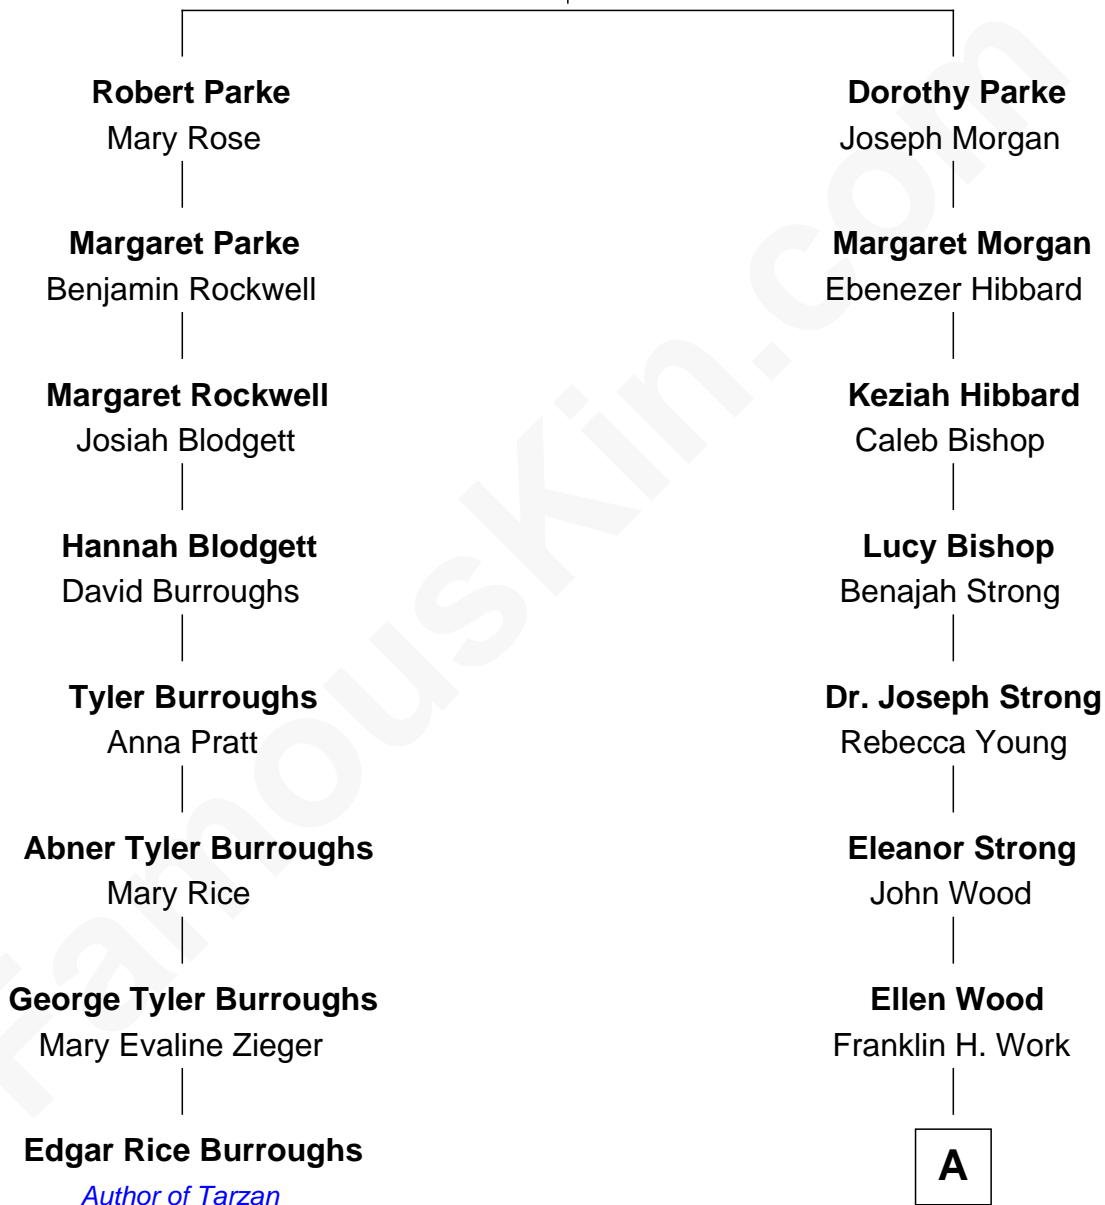 Robert Parke
Mary Rose
Margaret Parke
Benjamin Rockwell
Margaret Rockwell
Josiah Blodgett
Hannah Blodgett
David Burroughs
Tyler Burroughs
Anna Pratt
Abner Tyler Burroughs
Mary Rice
George Tyler Burroughs
Mary Evaline Zieger
Edgar Rice Burroughs
Author of Tarzan
Dorothy Parke
Joseph Morgan
Margaret Morgan
Ebenezer Hibbard
Keziah Hibbard
Caleb Bishop
Lucy Bishop
Benajah Strong
Dr. Joseph Strong
Rebecca Young
Eleanor Strong
John Wood
Ellen Wood
Franklin H. Work
A
FamousKin.com